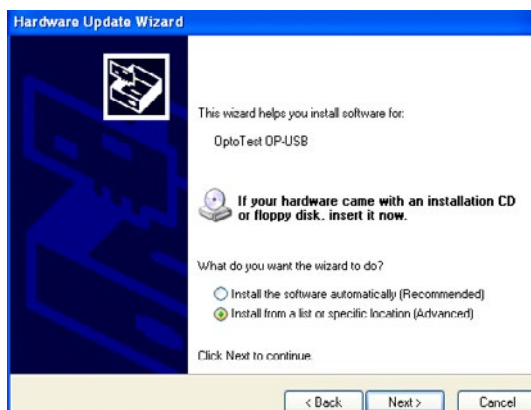 Hardware Update Wizard
This wizard helps you install software for:
OptoTest OP-USB
If your hardware came with an installation CD
or floppy disk, insert it now.
What do you want the wizard to do?
Install the software automatically (Recommended)
Install from a list or specific location (Advanced)
Click Next to continue.
< Back Next > Cancel